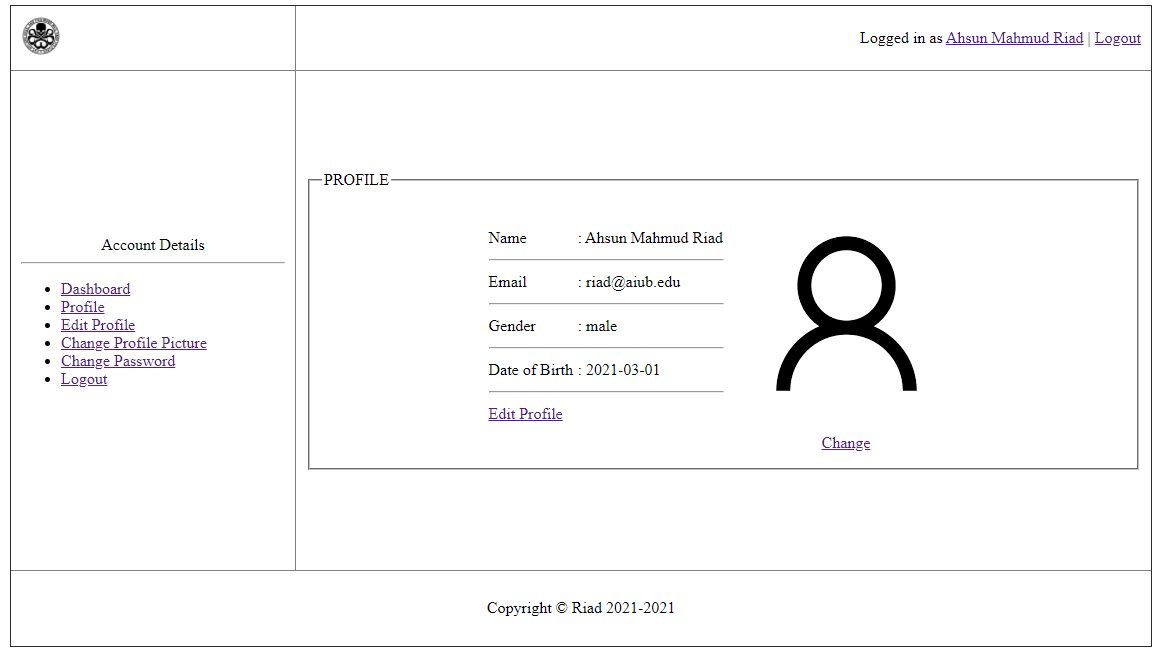 Logged in as Ahsun Mahmud Riad | Logout
Account Details
Dashboard
Profile
Edit Profile
Change Profile Picture
Change Password
Logout
PROFILE
Name : Ahsun Mahmud Riad
Email : riad@aiub.edu
Gender : male
Date of Birth : 2021-03-01
Edit Profile
Change
Copyright © Riad 2021-2021